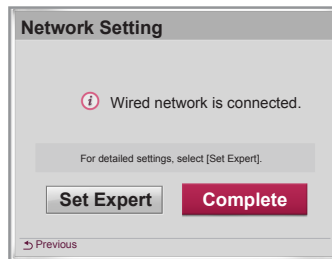 Network Setting
Wired network is connected.
For detailed settings, select [Set Expert].
Set Expert
Complete
Previous